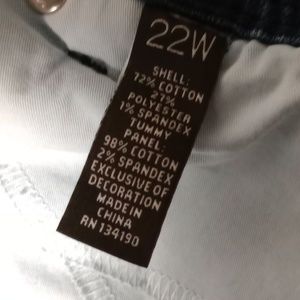 22W
SHELL:
72% COTTON
27%
POLYESTER
1% SPANDEX
TUMMY
PANEL:
98% COTTON
2% SPANDEX
EXCLUSIVE OF
DECORATION
MADE IN
CHINA
RN 134190